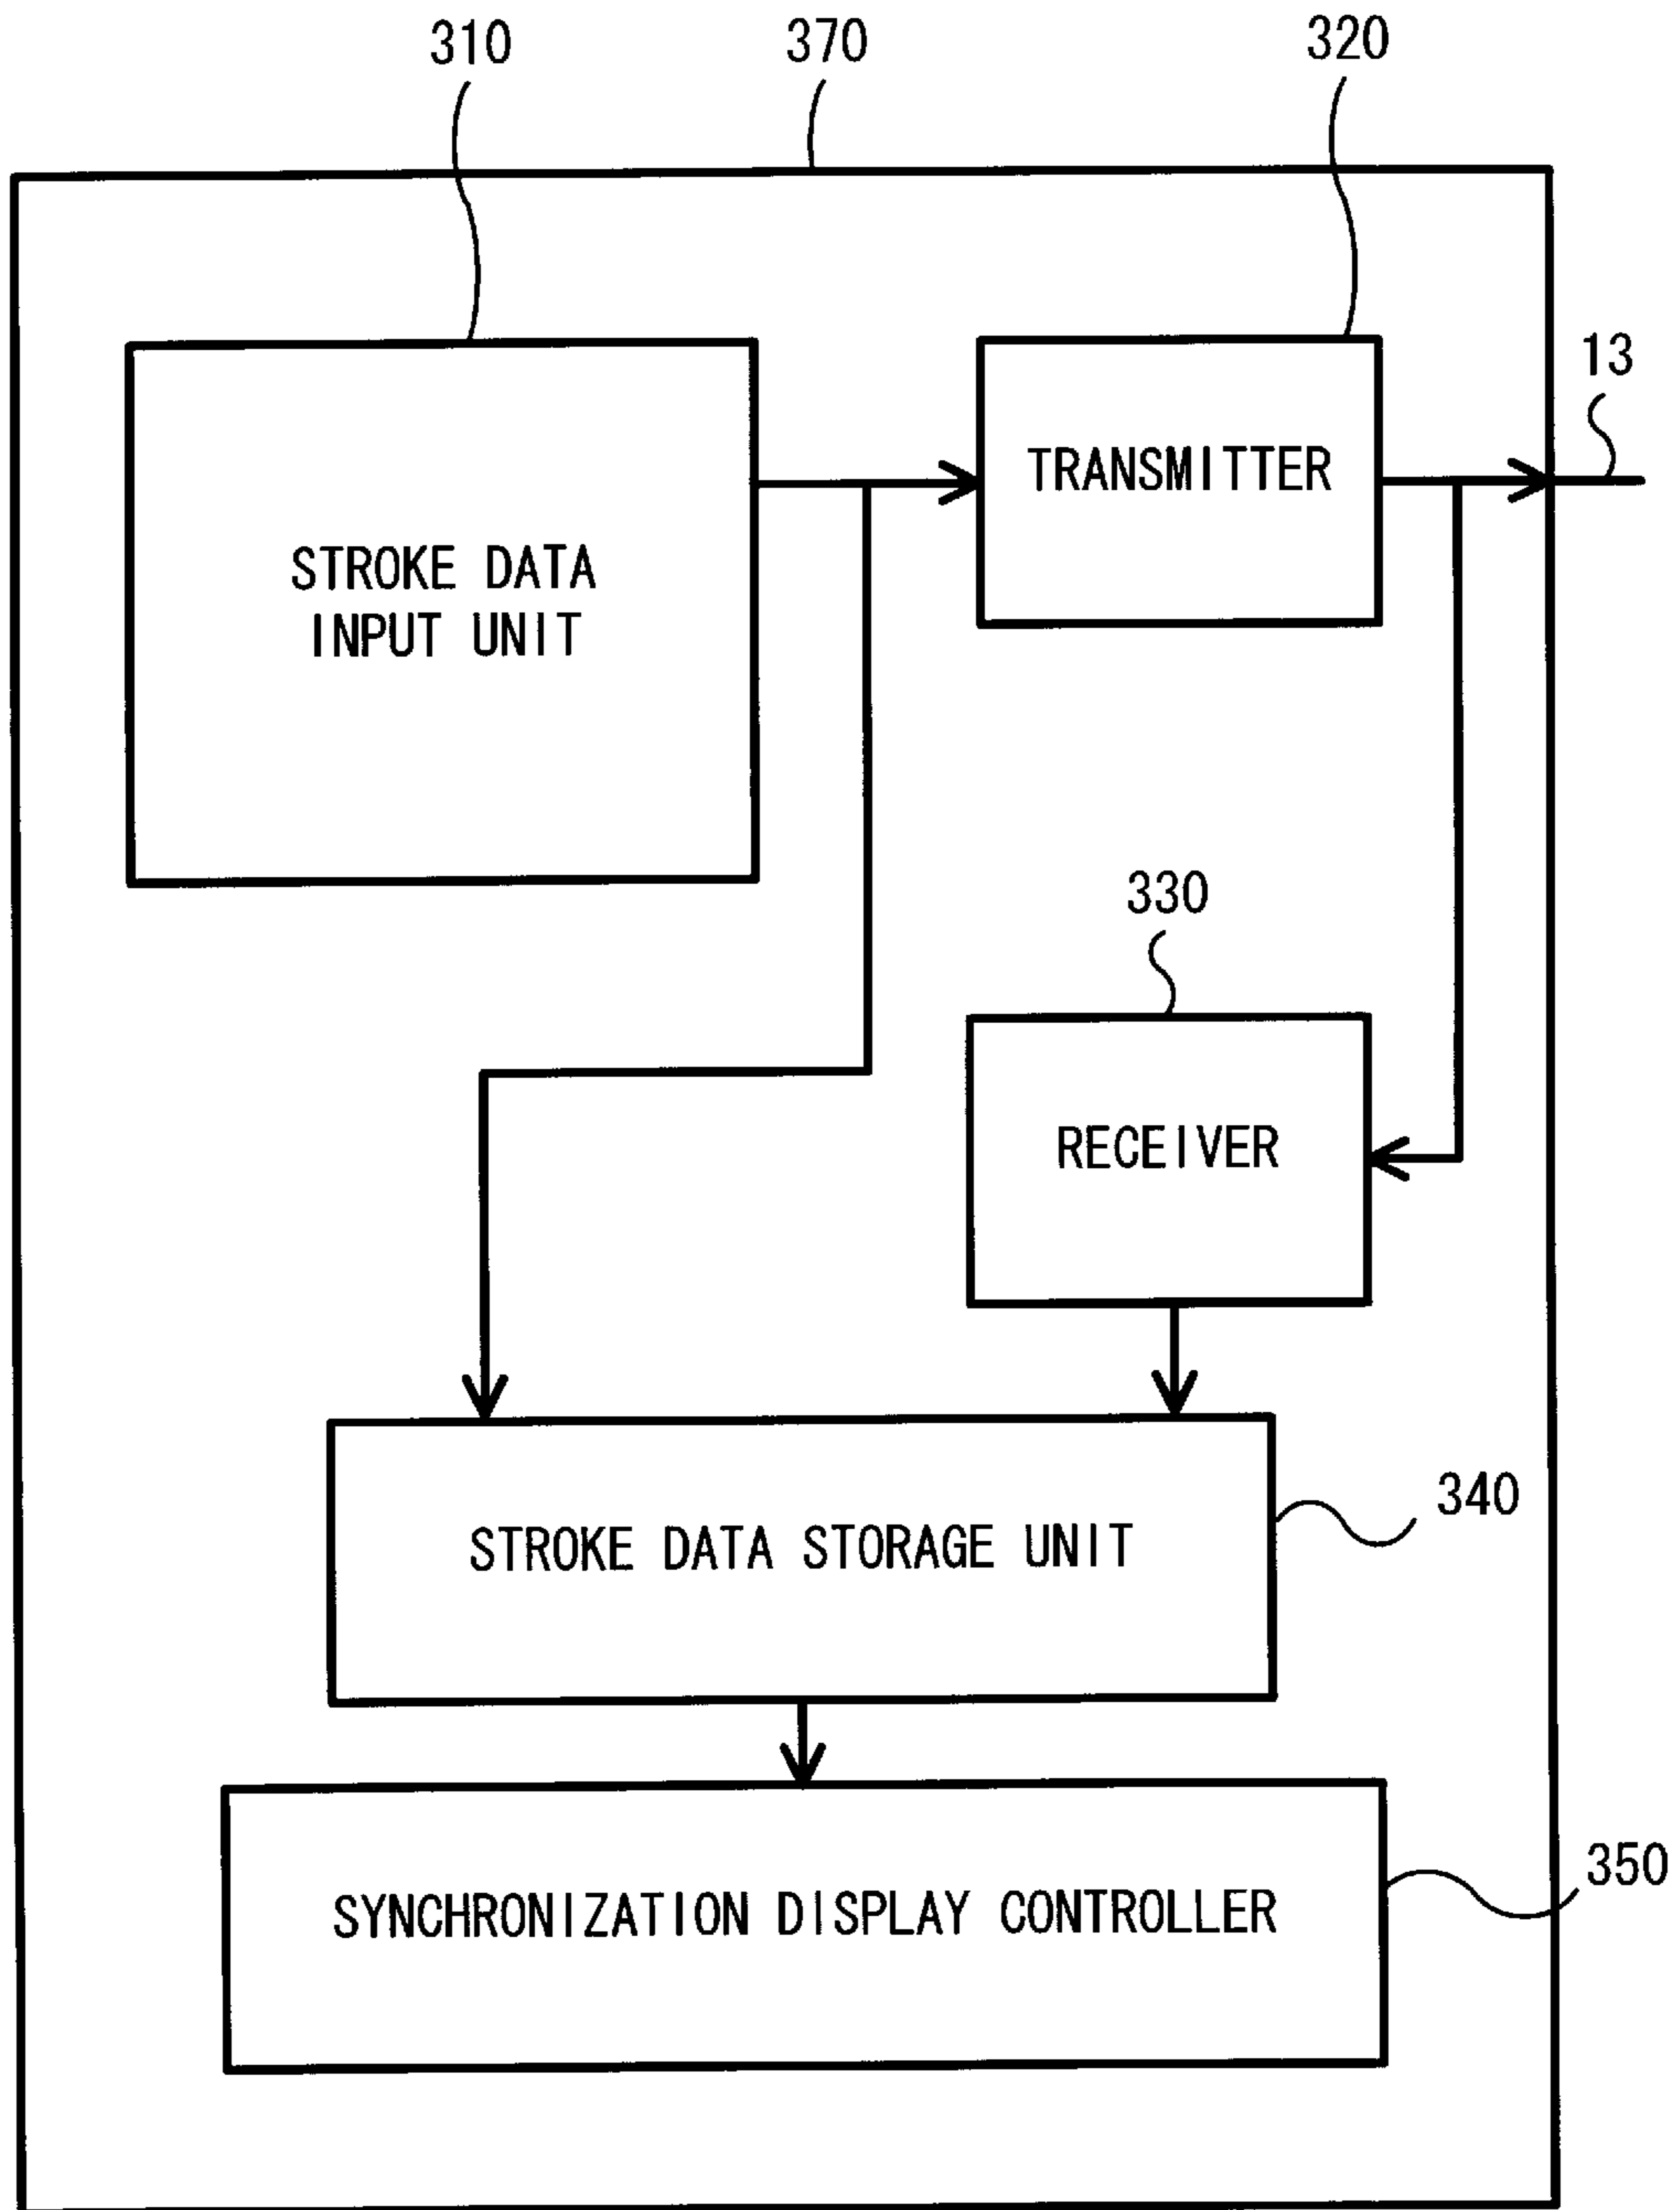 310
370
320
13
TRANSMITTER
STROKE DATA
INPUT UNIT
330
RECEIVER
340
STROKE DATA STORAGE UNIT
350
SYNCHRONIZATION DISPLAY CONTROLLER